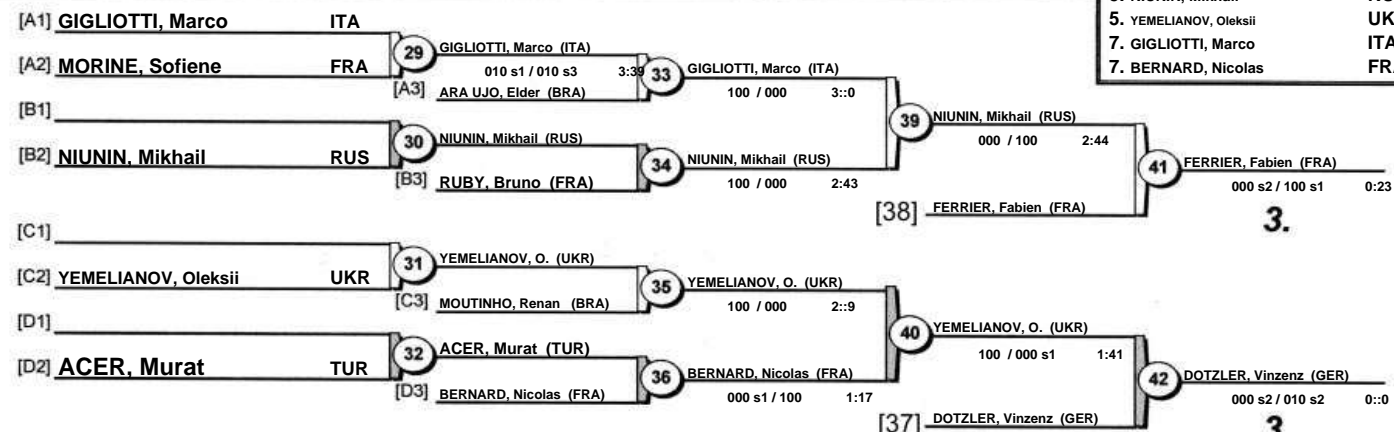 5. YEMELIANOV, Oleksii UK
7. GIGLIOTTI, Marco ITA
7. BERNARD, Nicolas FRA
[A1] GIGLIOTTI, Marco ITA
[A2] MORINE, Sofiene FRA
29 GIGLIOTTI, Marco (ITA)
010 s1 / 010 s3 3:39
[A3] ARA UJO, Elder (BRA)
33 GIGLIOTTI, Marco (ITA)
100 / 000 3::0
[B1]
[B2] NIUNIN, Mikhail RUS
30 NIUNIN, Mikhail (RUS)
[B3] RUBY, Bruno (FRA)
34 NIUNIN, Mikhail (RUS)
100 / 000 2:43
39 NIUNIN, Mikhail (RUS)
000 / 100 2:44
[38] FERRIER, Fabien (FRA)
41 FERRIER, Fabien (FRA)
000 s2 / 100 s1 0:23
3.
[C1]
[C2] YEMELIANOV, Oleksii UKR
31 YEMELIANOV, O. (UKR)
[C3] MOUTINHO, Renan (BRA)
35 YEMELIANOV, O. (UKR)
100 / 000 2::9
[D1]
[D2] ACER, Murat TUR
32 ACER, Murat (TUR)
[D3] BERNARD, Nicolas (FRA)
36 BERNARD, Nicolas (FRA)
000 s1 / 100 1:17
40 YEMELIANOV, O. (UKR)
100 / 000 s1 1:41
[37] DOTZLER, Vinzenz (GER)
42 DOTZLER, Vinzenz (GER)
000 s2 / 010 s2 0::0
3